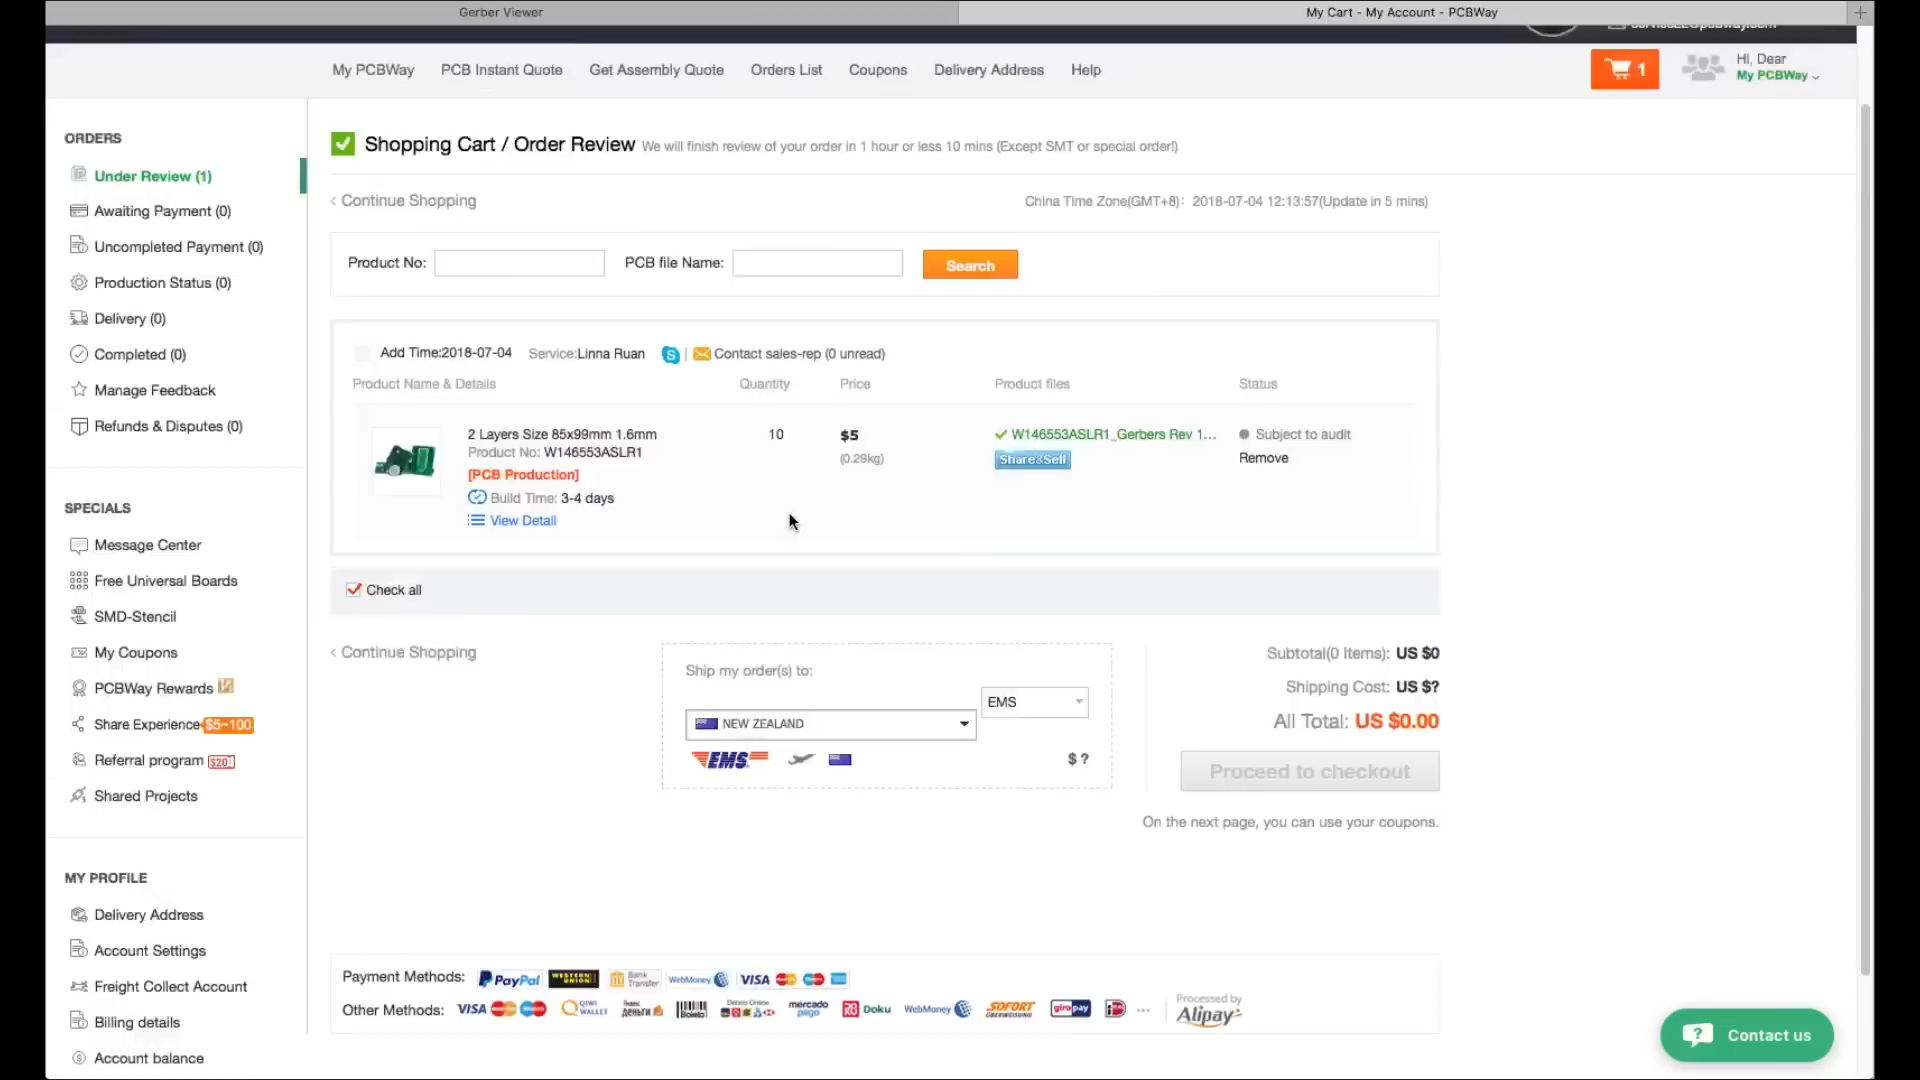 Gerber Viewer
My Cart - My Account - PCBWay
My PCBWay
PCB Instant Quote
Get Assembly Quote
Orders List
Coupons
Delivery Address
Help
1
Hi, Dear
My PCBWay
ORDERS
Under Review (1)
Awaiting Payment (0)
Uncompleted Payment (0)
Production Status (0)
Delivery (0)
Completed (0)
Manage Feedback
Refunds & Disputes (0)
SPECIALS
Message Center
Free Universal Boards
SMD-Stencil
My Coupons
PCBWay Rewards
Share Experience $5~100
Referral program $20!
Shared Projects
MY PROFILE
Delivery Address
Account Settings
Freight Collect Account
Billing details
Account balance
Shopping Cart / Order Review We will finish review of your order in 1 hour or less 10 mins (Except SMT or special order!)
< Continue Shopping
China Time Zone(GMT+8): 2018-07-04 12:13:57(Update in 5 mins)
Product No:
PCB file Name:
Search
Add Time:2018-07-04 Service:Linna Ruan S | Contact sales-rep (0 unread)
Product Name & Details
Quantity
Price
Product files
Status
2 Layers Size 85x99mm 1.6mm
Product No: W146553ASLR1
[PCB Production]
Build Time: 3-4 days
View Detail
10
$5
(0.29kg)
W146553ASLR1_Gerbers Rev 1...
Share&Sell
Subject to audit
Remove
Check all
< Continue Shopping
Ship my order(s) to:
NEW ZEALAND
EMS
EMS
$ ?
Subtotal(0 Items): US $0
Shipping Cost: US $?
All Total: US $0.00
Proceed to checkout
On the next page, you can use your coupons.
Payment Methods: PayPal WESTERN UNION Bank Transfer WebMoney VISA
Other Methods: VISA QIWI WALLET Boleto mercado pago Doku WebMoney SOFORT giropay iD ...
Processed by
Alipay
Contact us